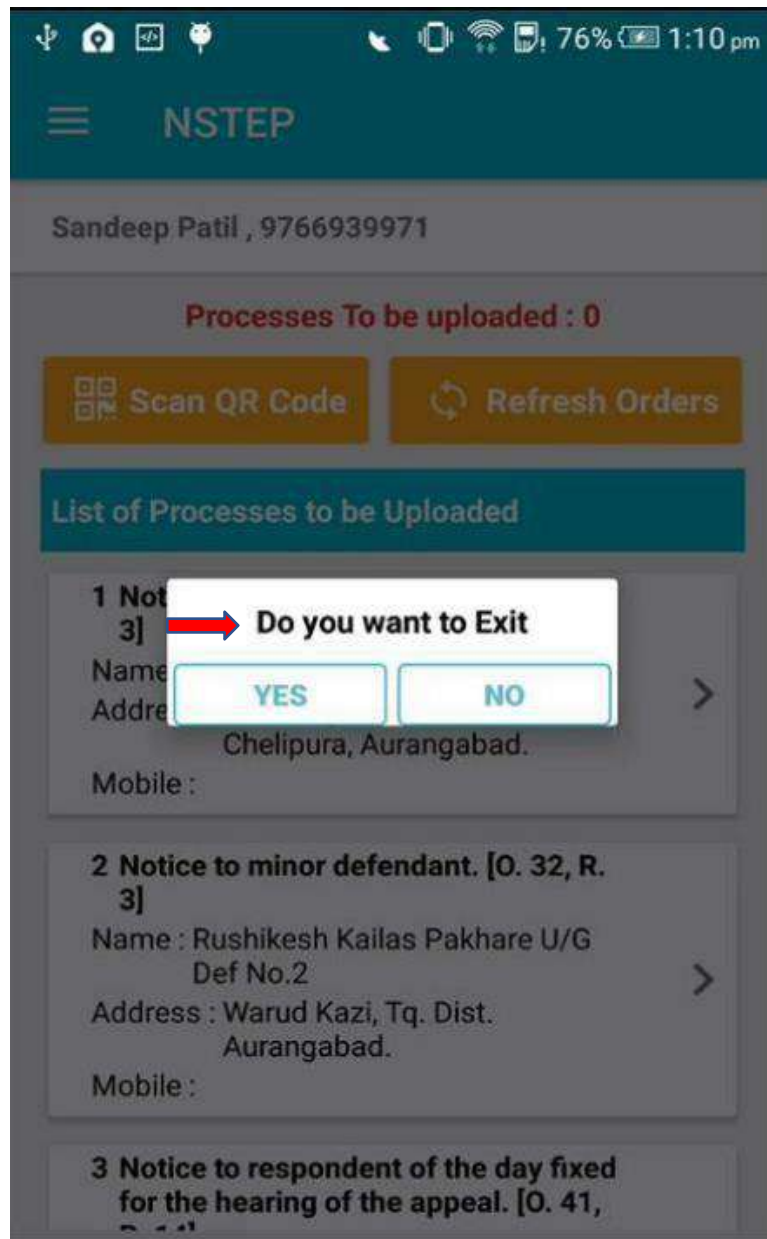 76% 1:10 pm
NSTEP
Sandeep Patil , 9766939971
Processes To be uploaded : 0
Scan QR Code
Refresh Orders
List of Processes to be Uploaded
1 Not
3]
Do you want to Exit
Name
YES
NO
Addre
Chelipura, Aurangabad.
Mobile :
2 Notice to minor defendant. [O. 32, R.
3]
Name : Rushikesh Kailas Pakhare U/G
Def No.2
Address : Warud Kazi, Tq. Dist.
Aurangabad.
Mobile :
3 Notice to respondent of the day fixed
for the hearing of the appeal. [O. 41,